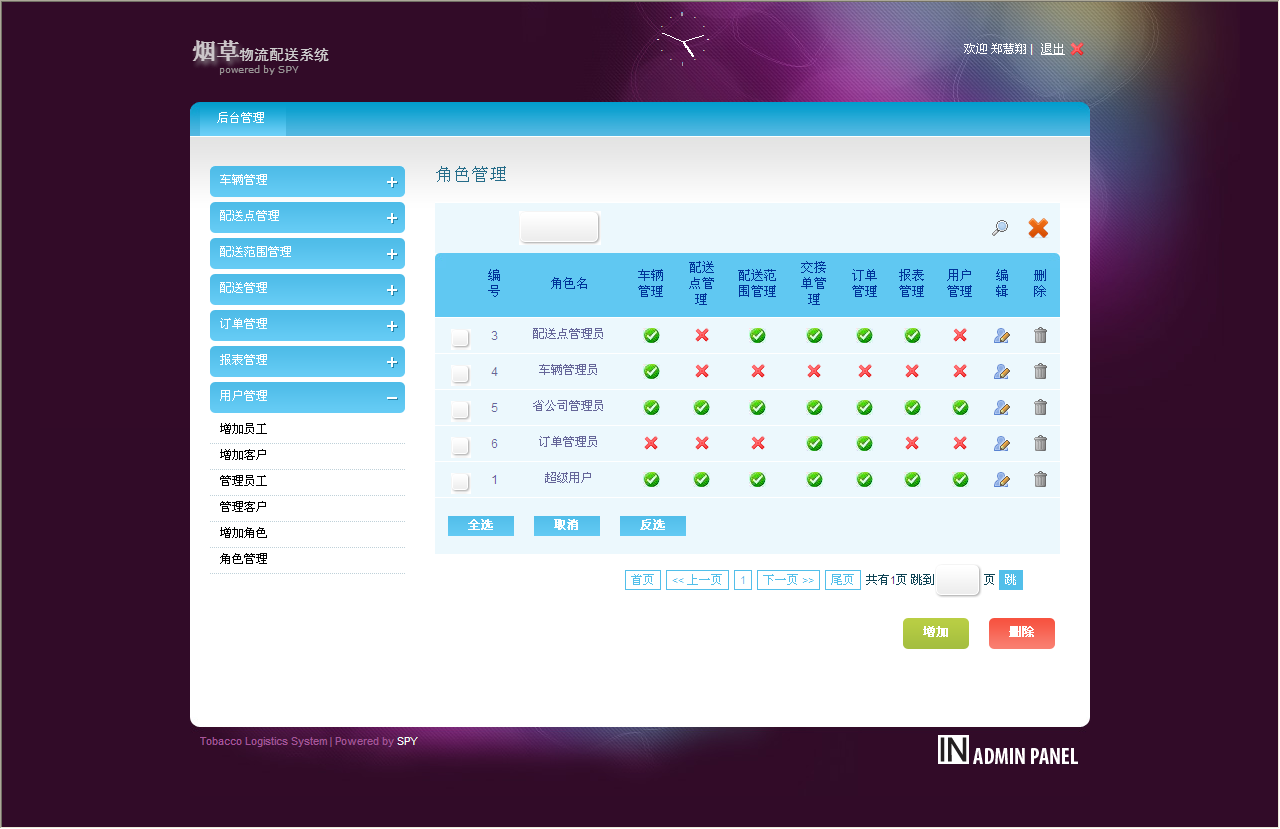 烟草物流配送系统
powered by SPY
欢迎 郑慧翔 | 退出
后台管理
车辆管理
配送点管理
配送范围管理
配送管理
订单管理
报表管理
用户管理
增加员工
增加客户
管理员工
管理客户
增加角色
角色管理
角色管理
编号 角色名 车辆管理 配送点管理 配送范围管理 交接单管理 订单管理 报表管理 用户管理 编辑 删除
3 配送点管理员
4 车辆管理员
5 省公司管理员
6 订单管理员
1 超级用户
全选 取消 反选
首页 << 上一页 1 下一页 >> 尾页 共有1页 跳到 页 跳
增加 删除
Tobacco Logistics System | Powered by SPY
IN ADMIN PANEL